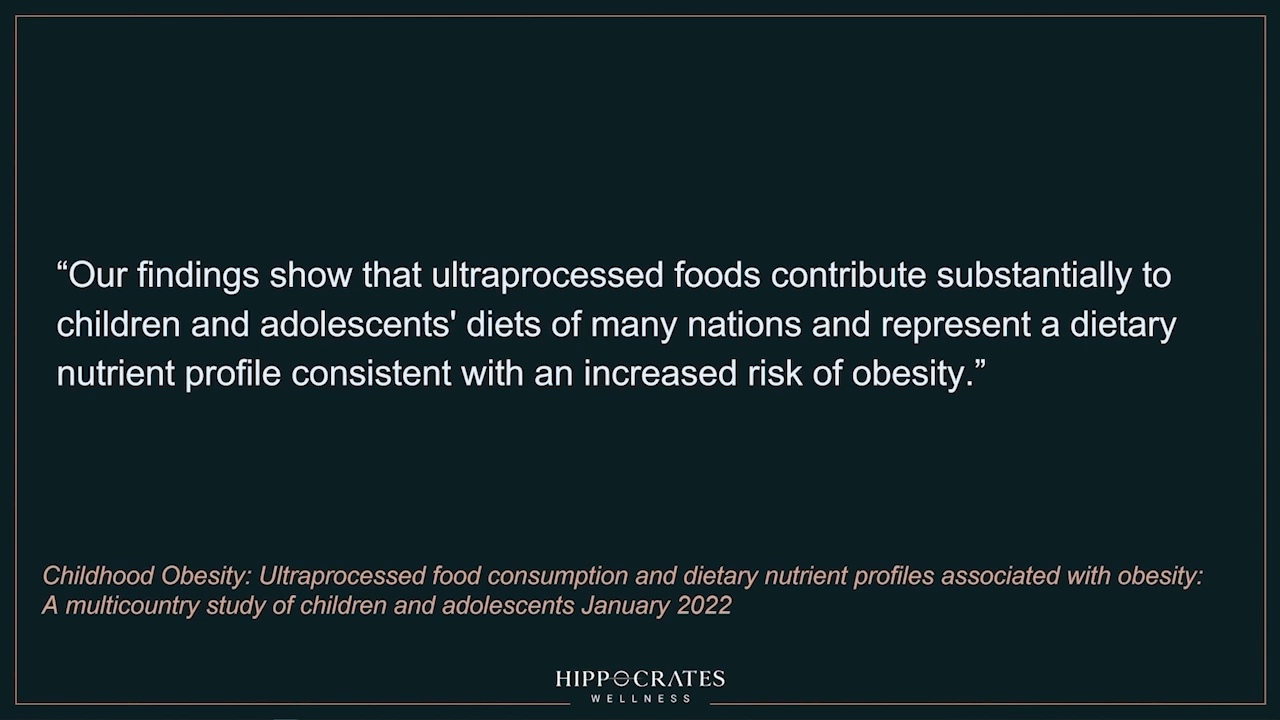 “Our findings show that ultraprocessed foods contribute substantially to
children and adolescents' diets of many nations and represent a dietary
nutrient profile consistent with an increased risk of obesity.”
Childhood Obesity: Ultraprocessed food consumption and dietary nutrient profiles associated with obesity:
A multicountry study of children and adolescents January 2022
HIPPOCRATES
WELLNESS